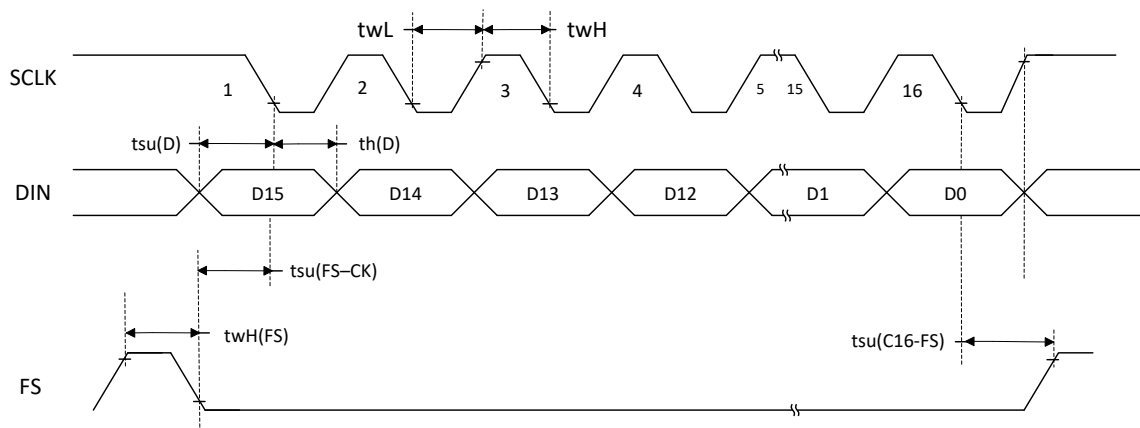 twL twH
SCLK 1 2 3 4 5 15 16
tsu(D) th(D)
DIN D15 D14 D13 D12 D1 D0
tsu(FS–CK)
twH(FS) tsu(C16-FS)
FS